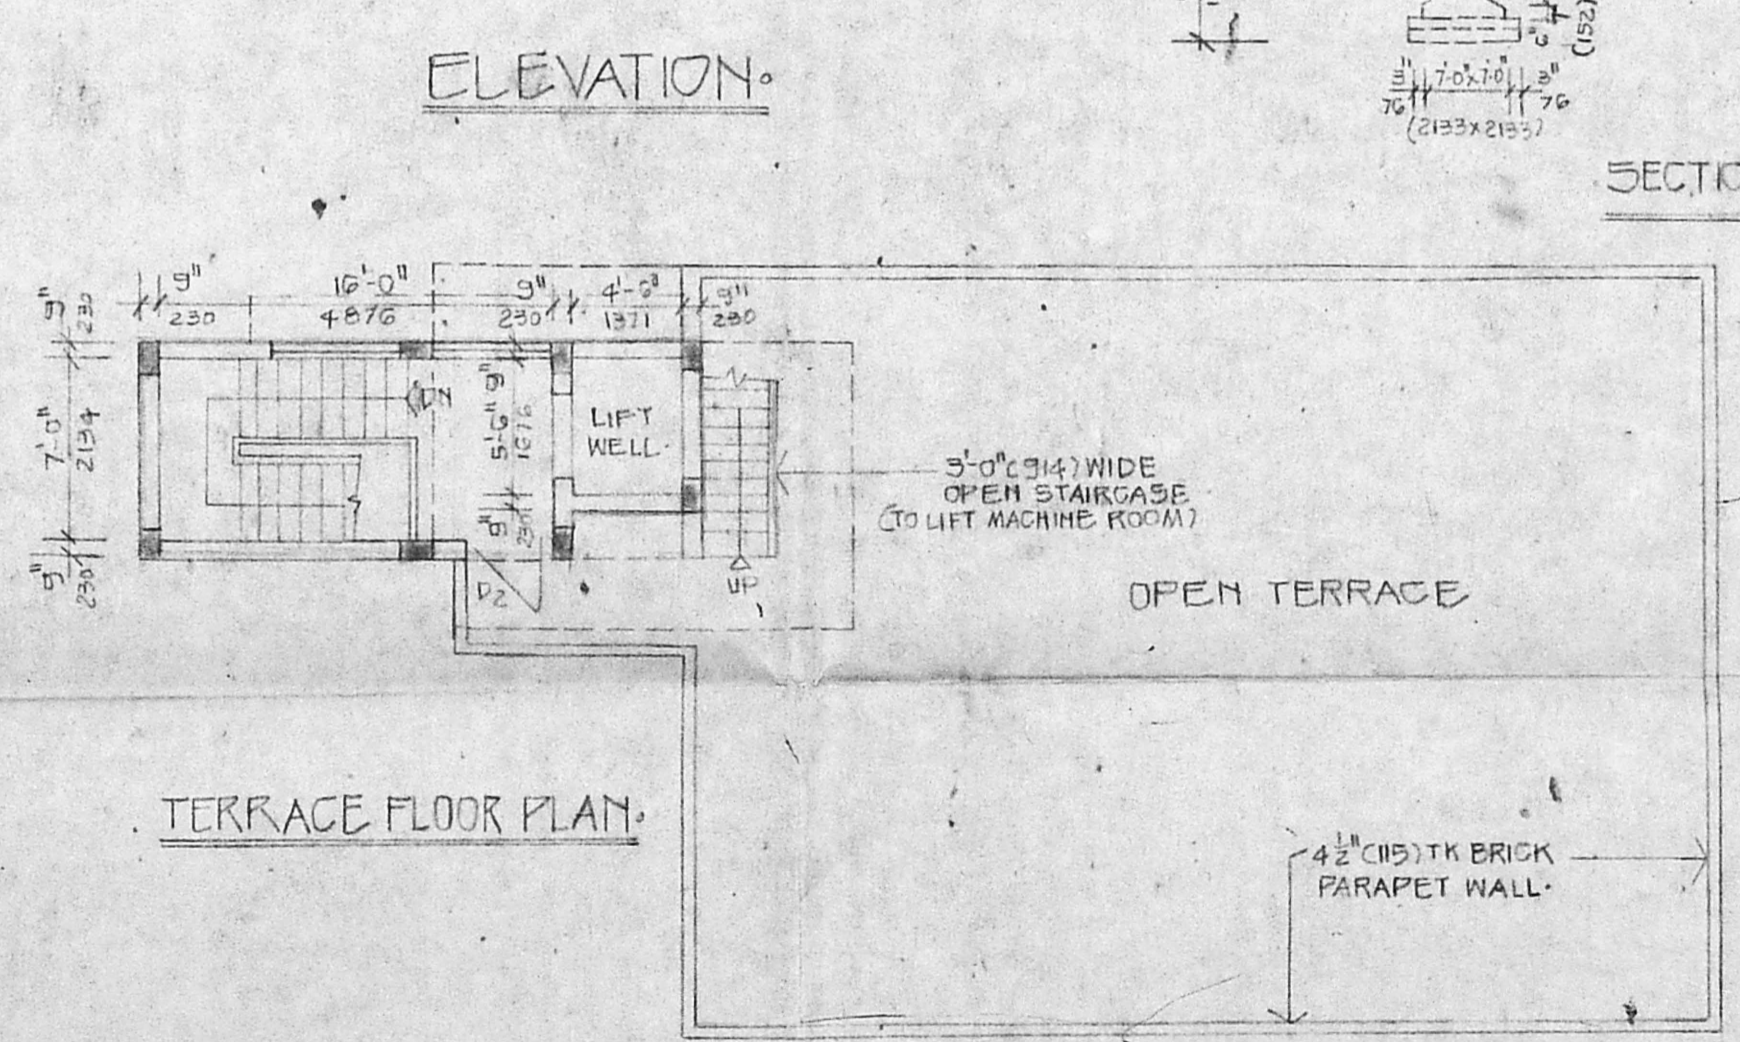 ELEVATION.
6"
(152)
3" 7'-0"x7'-0" 3"
76 76
(2133x2133)
SECTIO
9" 16'-0" 9" 4'-6" 9"
230 4876 230 1371 230
9"
230
7'-0"
2134
9"
230
DN
9"
5'-6"
1676
9"
230
LIFT
WELL.
3'-0"(914) WIDE
OPEN STAIRCASE
(TO LIFT MACHINE ROOM)
UP
D2
OPEN TERRACE
TERRACE FLOOR PLAN.
4½"(115) TK BRICK
PARAPET WALL.